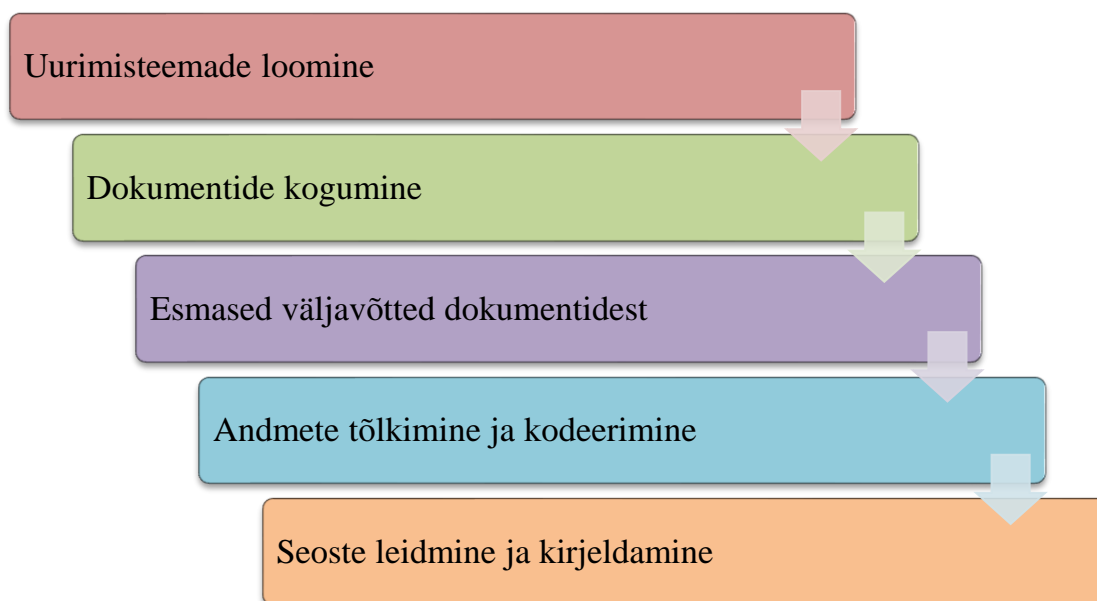 Uurimisteemade loomine
Dokumentide kogumine
Esmased väljavõtted dokumentidest
Andmete tõlkimine ja kodeerimine
Seoste leidmine ja kirjeldamine